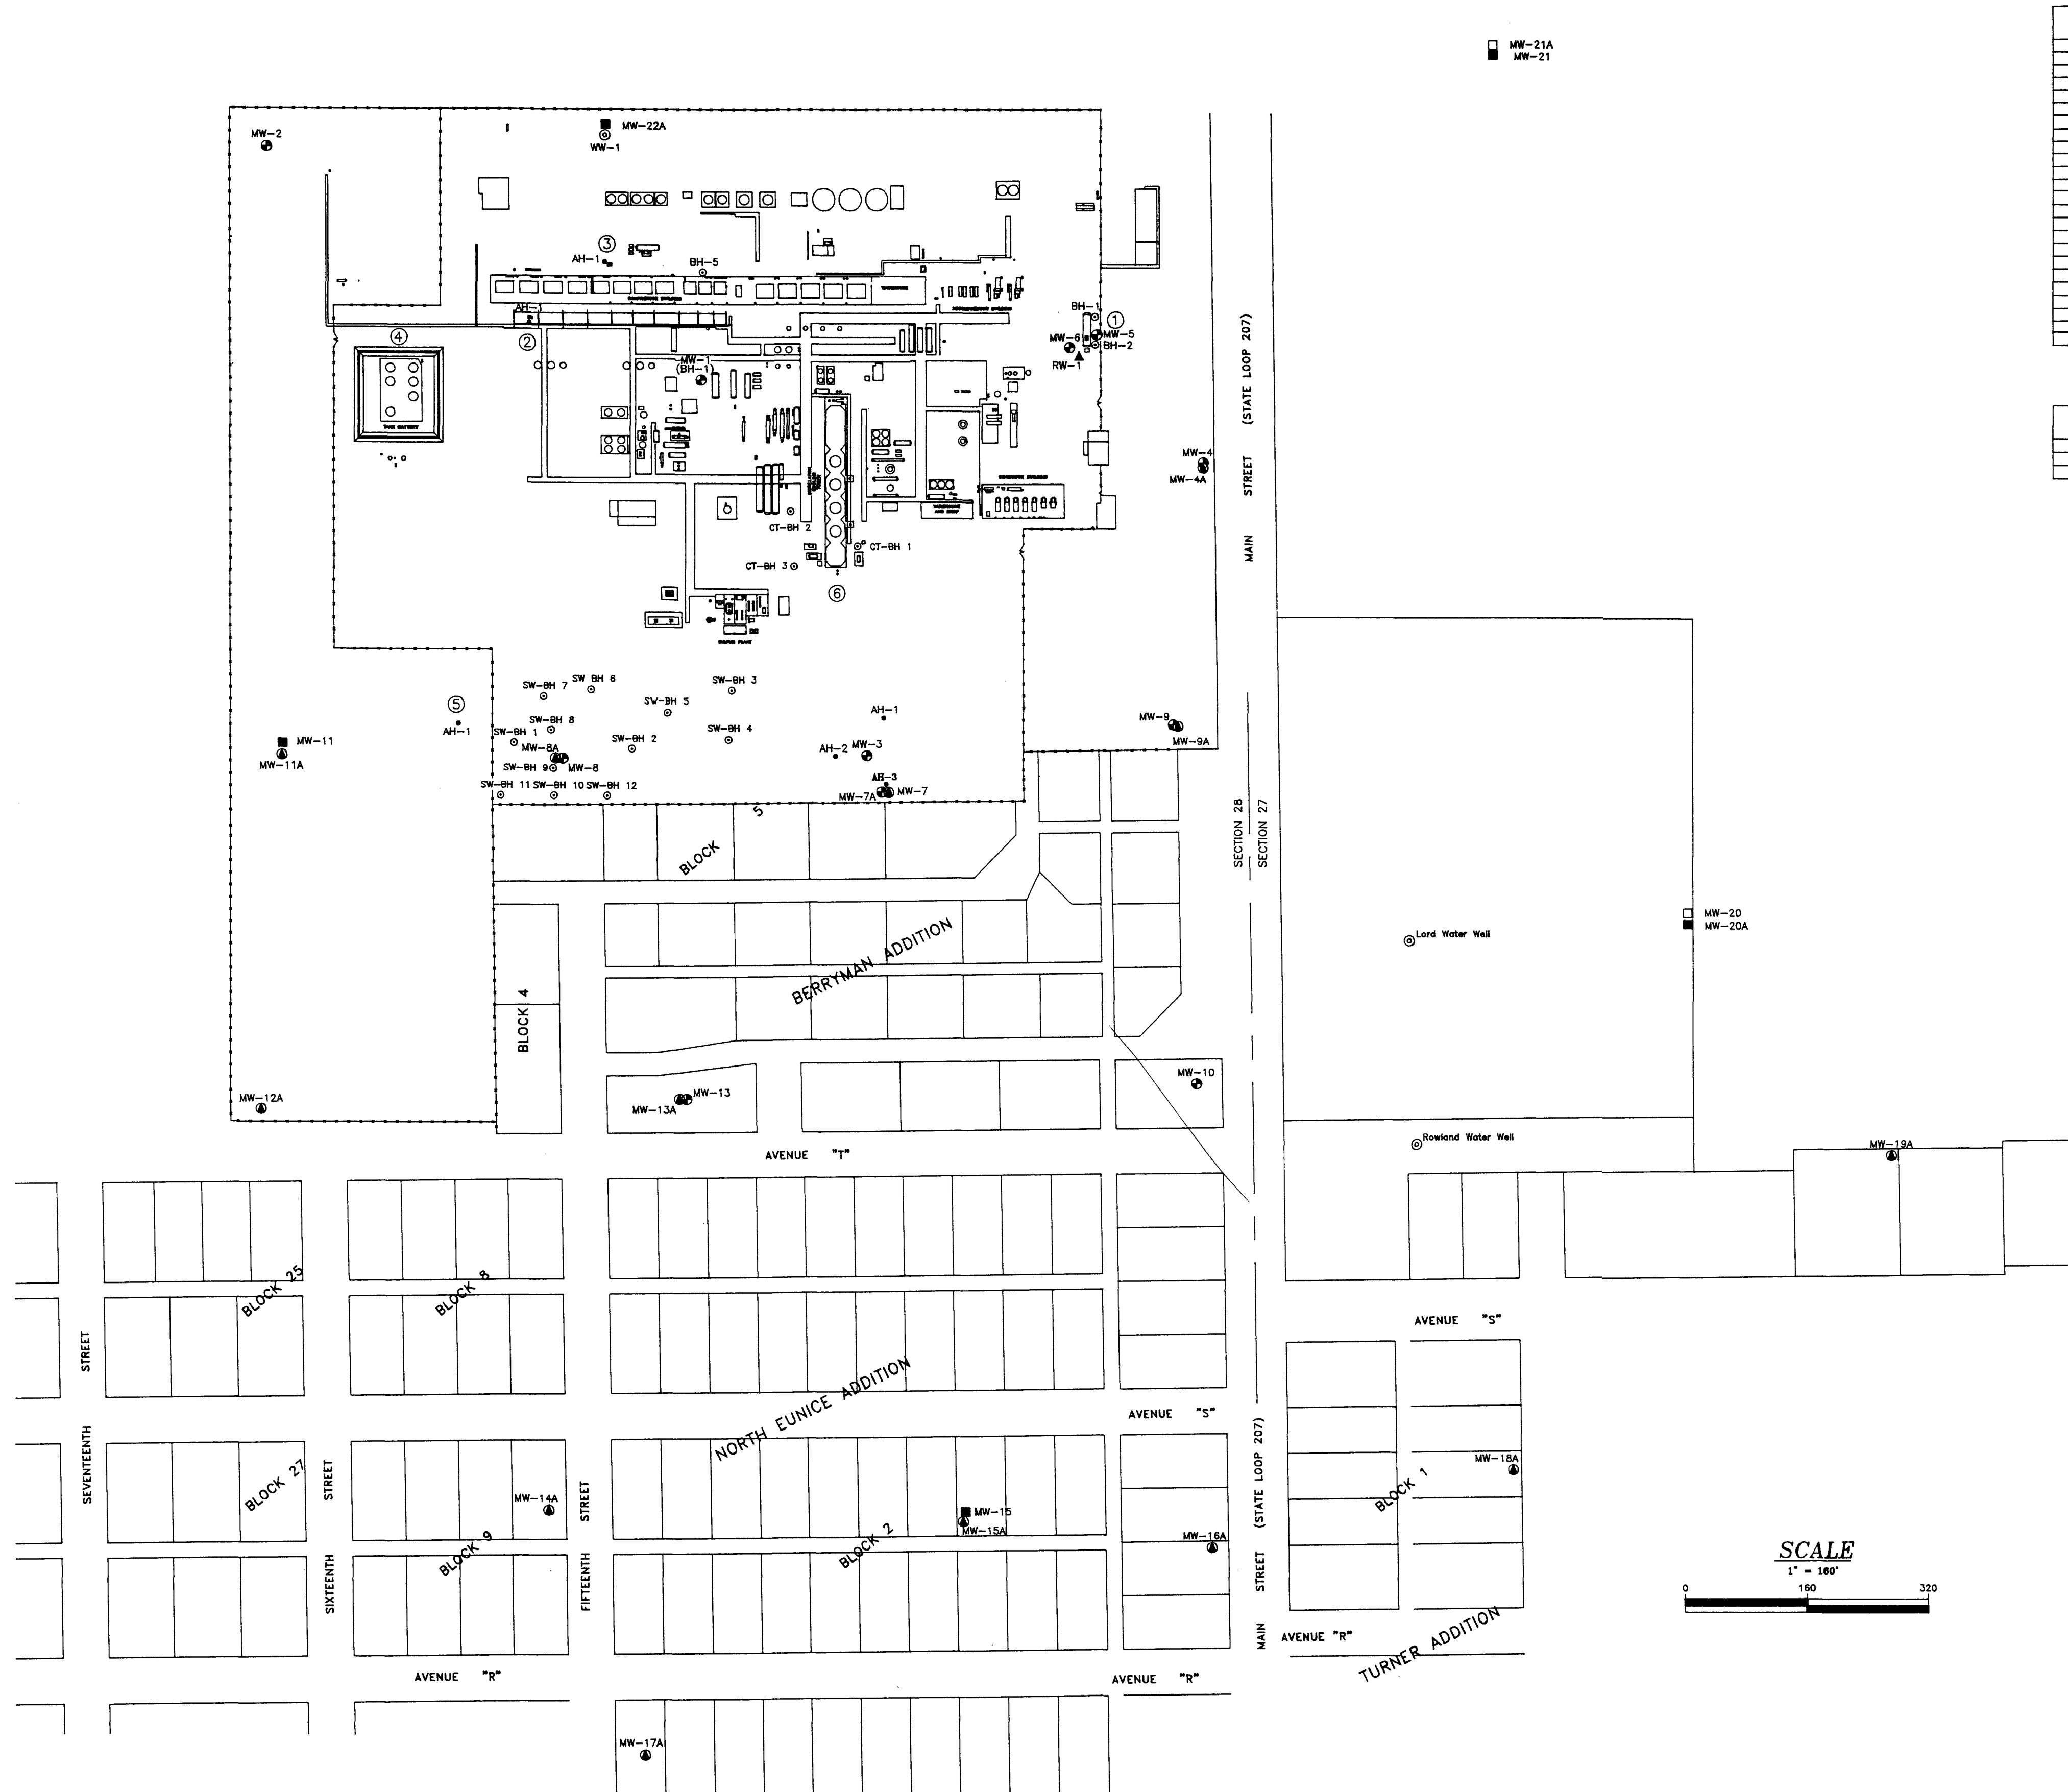 MW-21A
MW-21
MW-2
MW-22A
WW-1
3
AH-1
BH-5
COMPRESSOR BUILDING
AH-1
4
2
BH-1
1
MW-5
MW-6
BH-2
RW-1
MW-1
(BH-1)
TANK BATTERY
MAIN STREET (STATE LOOP 207)
MW-4
MW-4A
WAREHOUSE
AND SHOP
CT-BH 2
CT-BH 1
CT-BH 3
6
SULFUR PLANT
SW-BH 7
SW BH 6
SW-BH 3
SW-BH 5
5
AH-1
SW-BH 8
SW-BH 1
SW-BH 2
SW-BH 4
AH-1
MW-9
MW-9A
MW-11
MW-11A
MW-8A
MW-8
SW-BH 9
AH-2
MW-3
AH-3
SW-BH 11
SW-BH 10
SW-BH 12
MW-7A
MW-7
BLOCK 5
SECTION 28
SECTION 27
MW-20
MW-20A
Lord Water Well
BERRYMAN ADDITION
BLOCK 4
MW-10
MW-12A
MW-13
MW-13A
Rowland Water Well
MW-19A
AVENUE "T"
BLOCK 25
BLOCK 8
AVENUE "S"
SEVENTEENTH STREET
NORTH EUNICE ADDITION
AVENUE "S"
MAIN STREET (STATE LOOP 207)
MW-18A
BLOCK 1
BLOCK 27
SIXTEENTH STREET
MW-14A
BLOCK 9
FIFTEENTH STREET
MW-15
MW-15A
BLOCK 2
MW-16A
SCALE
1" = 160'
0 160 320
AVENUE "R"
TURNER ADDITION
AVENUE "R"
AVENUE "R"
MW-17A